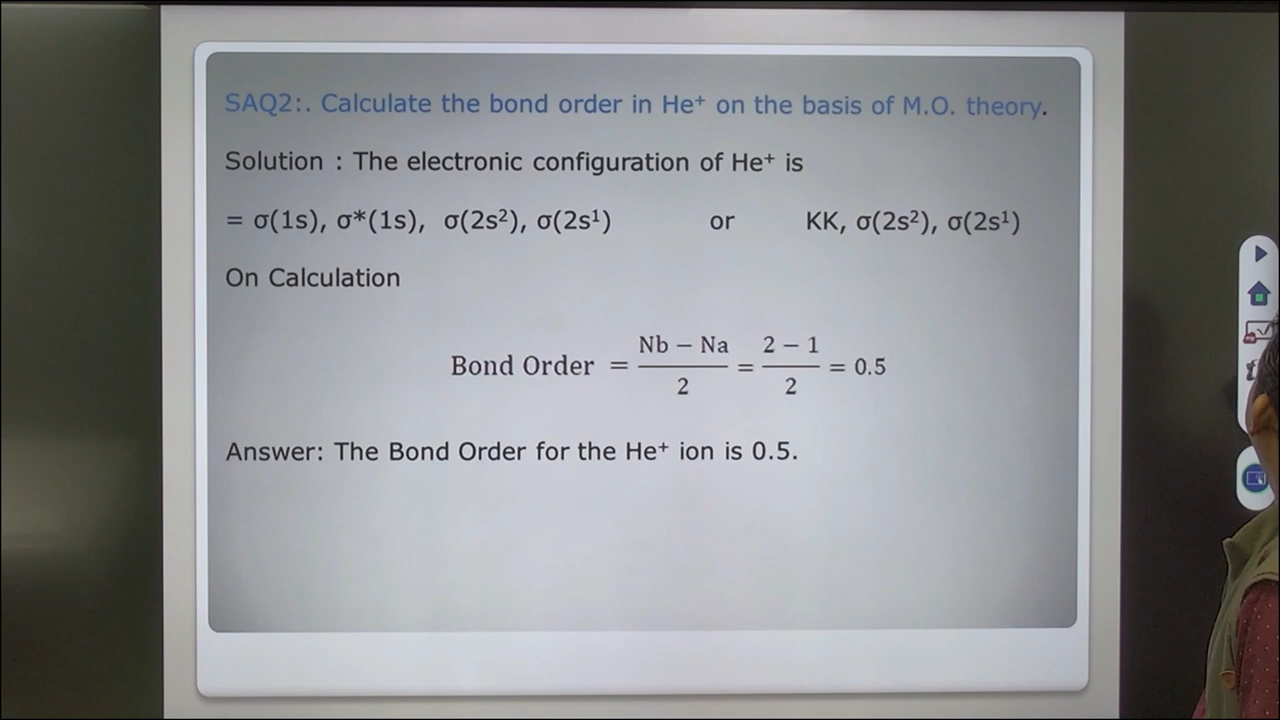 SAQ2:. Calculate the bond order in He⁺ on the basis of M.O. theory.
Solution : The electronic configuration of He⁺ is
= σ(1s), σ*(1s), σ(2s²), σ(2s¹) or KK, σ(2s²), σ(2s¹)
On Calculation
Bond Order = Nb − Na / 2 = 2 − 1 / 2 = 0.5
Answer: The Bond Order for the He⁺ ion is 0.5.